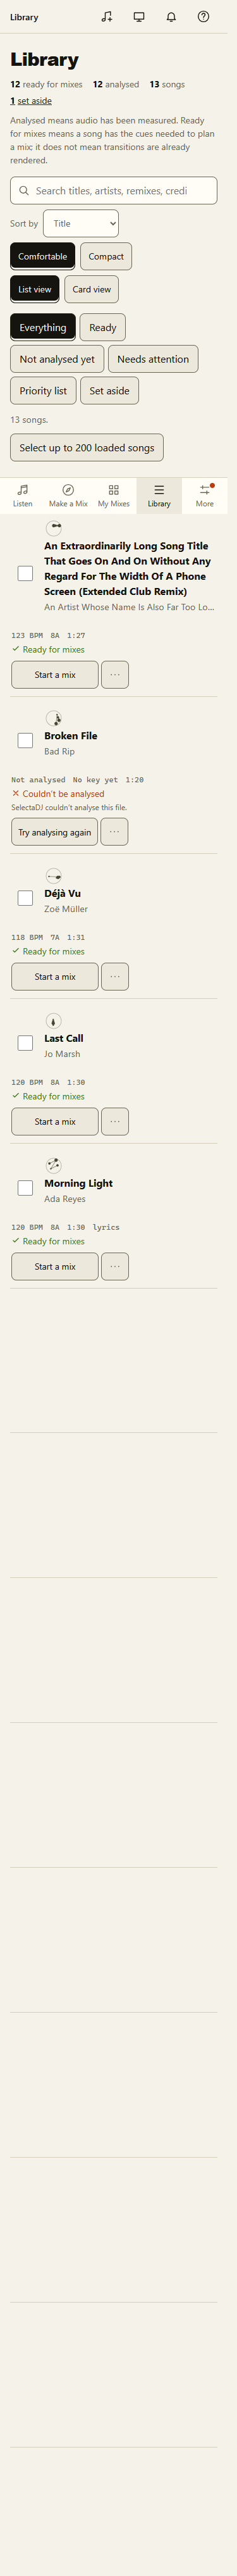 Library
Library
12 ready for mixes 12 analysed 13 songs
1 set aside
Analysed means audio has been measured. Ready
for mixes means a song has the cues needed to plan
a mix; it does not mean transitions are already
rendered.
Search titles, artists, remixes, credi
Sort by Title
Comfortable Compact
List view Card view
Everything Ready
Not analysed yet Needs attention
Priority list Set aside
13 songs.
Select up to 200 loaded songs
Listen Make a Mix My Mixes Library More
An Extraordinarily Long Song Title
That Goes On And On Without Any
Regard For The Width Of A Phone
Screen (Extended Club Remix)
An Artist Whose Name Is Also Far Too Lo...
123 BPM 8A 1:27
Ready for mixes
Start a mix ...
Broken File
Bad Rip
Not analysed No key yet 1:20
Couldn't be analysed
SelectaDJ couldn't analyse this file.
Try analysing again ...
Déjà Vu
Zoë Müller
118 BPM 7A 1:31
Ready for mixes
Start a mix ...
Last Call
Jo Marsh
120 BPM 8A 1:30
Ready for mixes
Start a mix ...
Morning Light
Ada Reyes
120 BPM 8A 1:30 lyrics
Ready for mixes
Start a mix ...